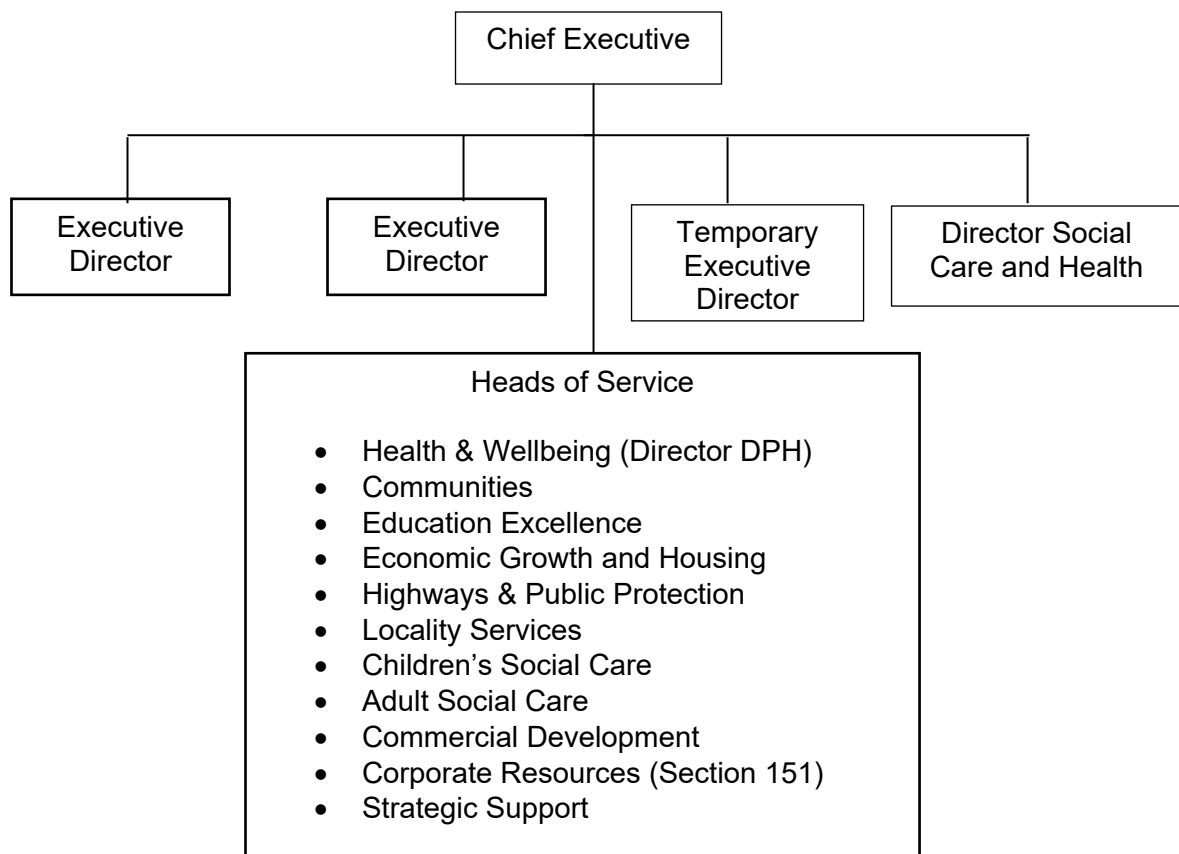 Chief Executive
Executive
Director
Executive
Director
Temporary
Executive
Director
Director Social
Care and Health
Heads of Service
• Health & Wellbeing (Director DPH)
• Communities
• Education Excellence
• Economic Growth and Housing
• Highways & Public Protection
• Locality Services
• Children’s Social Care
• Adult Social Care
• Commercial Development
• Corporate Resources (Section 151)
• Strategic Support